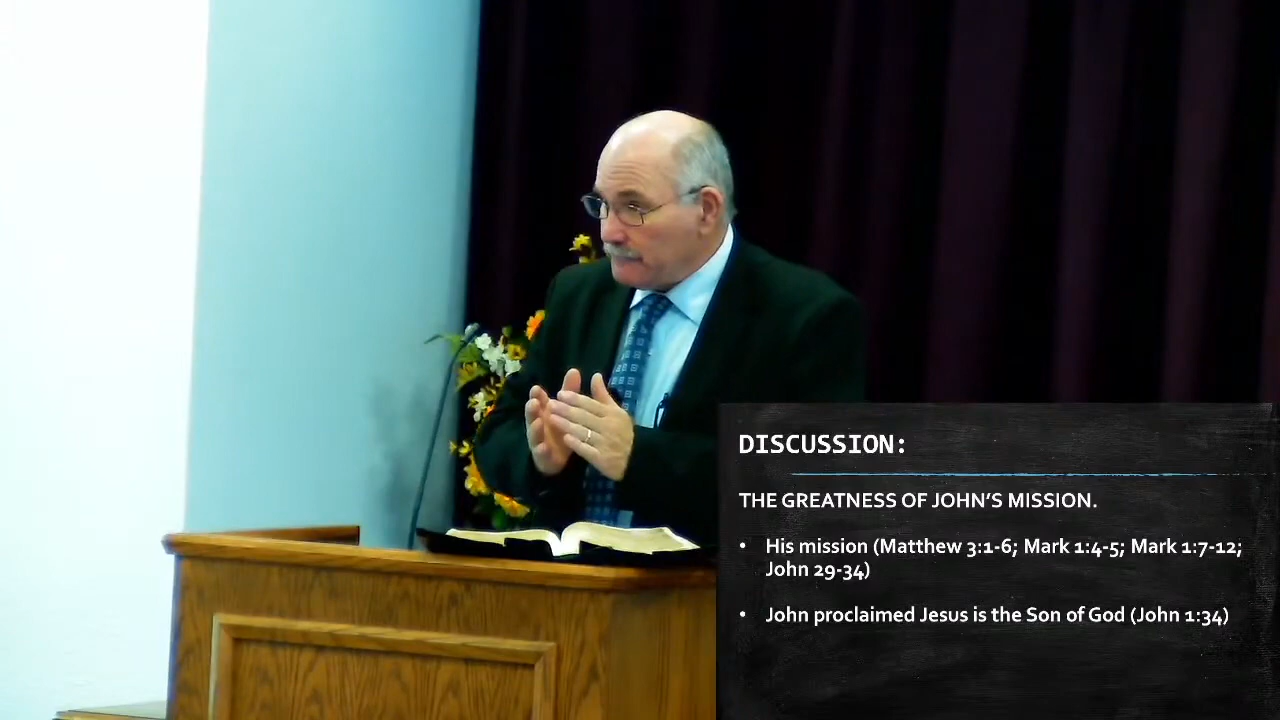 DISCUSSION:
THE GREATNESS OF JOHN’S MISSION.
• His mission (Matthew 3:1-6; Mark 1:4-5; Mark 1:7-12;
John 29-34)
• John proclaimed Jesus is the Son of God (John 1:34)